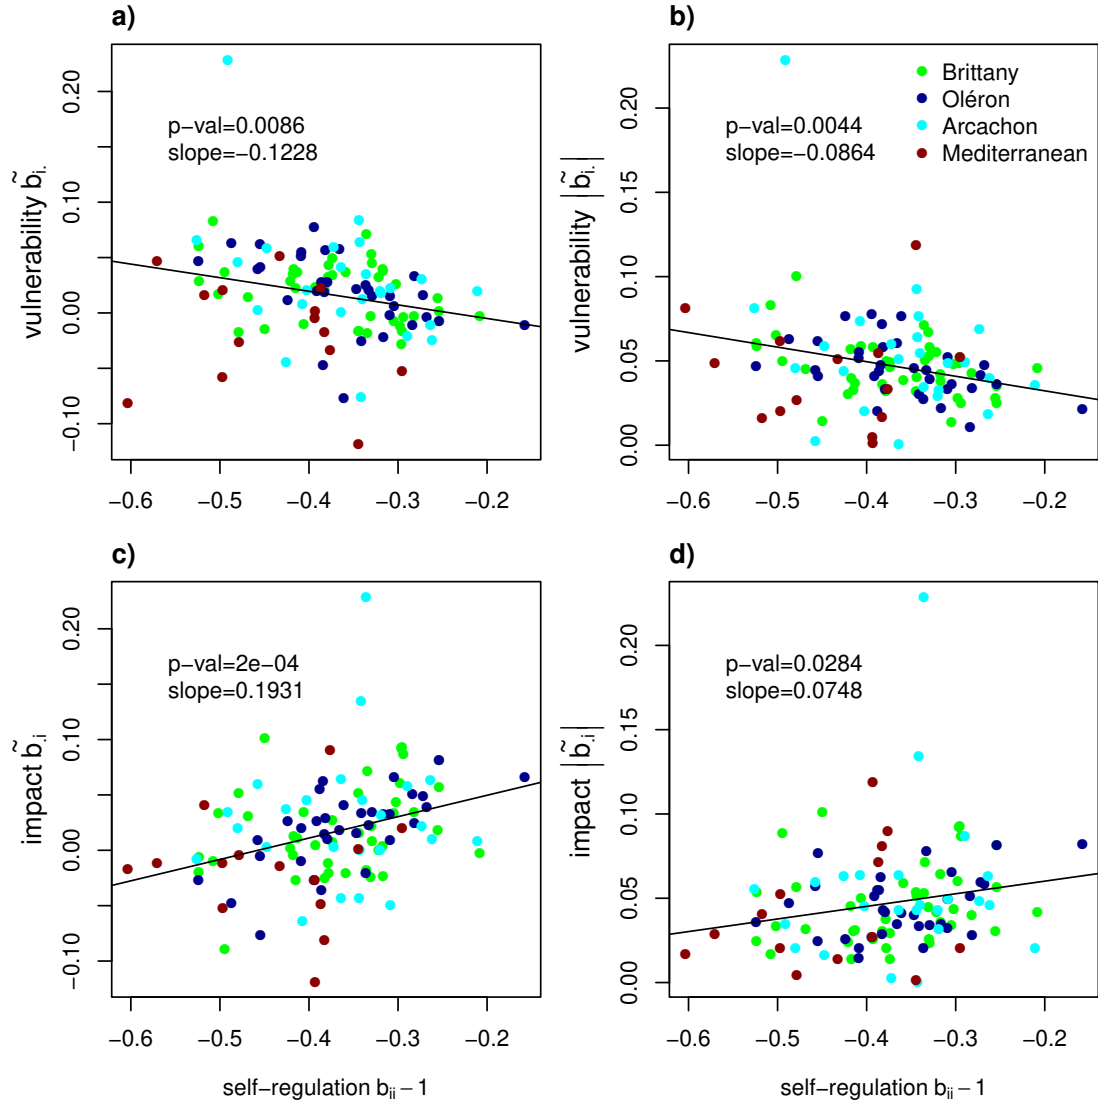 a)
vulnerability b̃i.
0.20
0.10
0.00
−0.10
p−val=0.0086
slope=−0.1228
−0.6 −0.5 −0.4 −0.3 −0.2
b)
vulnerability |b̃i.|
0.20
0.15
0.10
0.05
0.00
p−val=0.0044
slope=−0.0864
Brittany
Oléron
Arcachon
Mediterranean
−0.6 −0.5 −0.4 −0.3 −0.2
c)
impact b̃.i
0.20
0.10
0.00
−0.10
p−val=2e−04
slope=0.1931
−0.6 −0.5 −0.4 −0.3 −0.2
self−regulation bii − 1
d)
impact |b̃.i|
0.20
0.15
0.10
0.05
0.00
p−val=0.0284
slope=0.0748
−0.6 −0.5 −0.4 −0.3 −0.2
self−regulation bii − 1